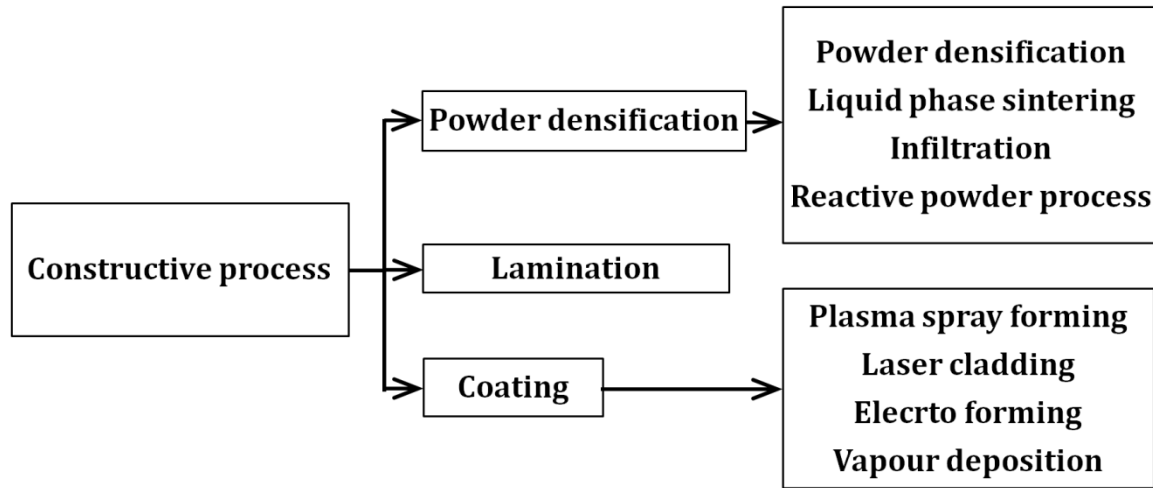 Constructive process
Powder densification
Lamination
Coating
Powder densification
Liquid phase sintering
Infiltration
Reactive powder process
Plasma spray forming
Laser cladding
Elecrto forming
Vapour deposition